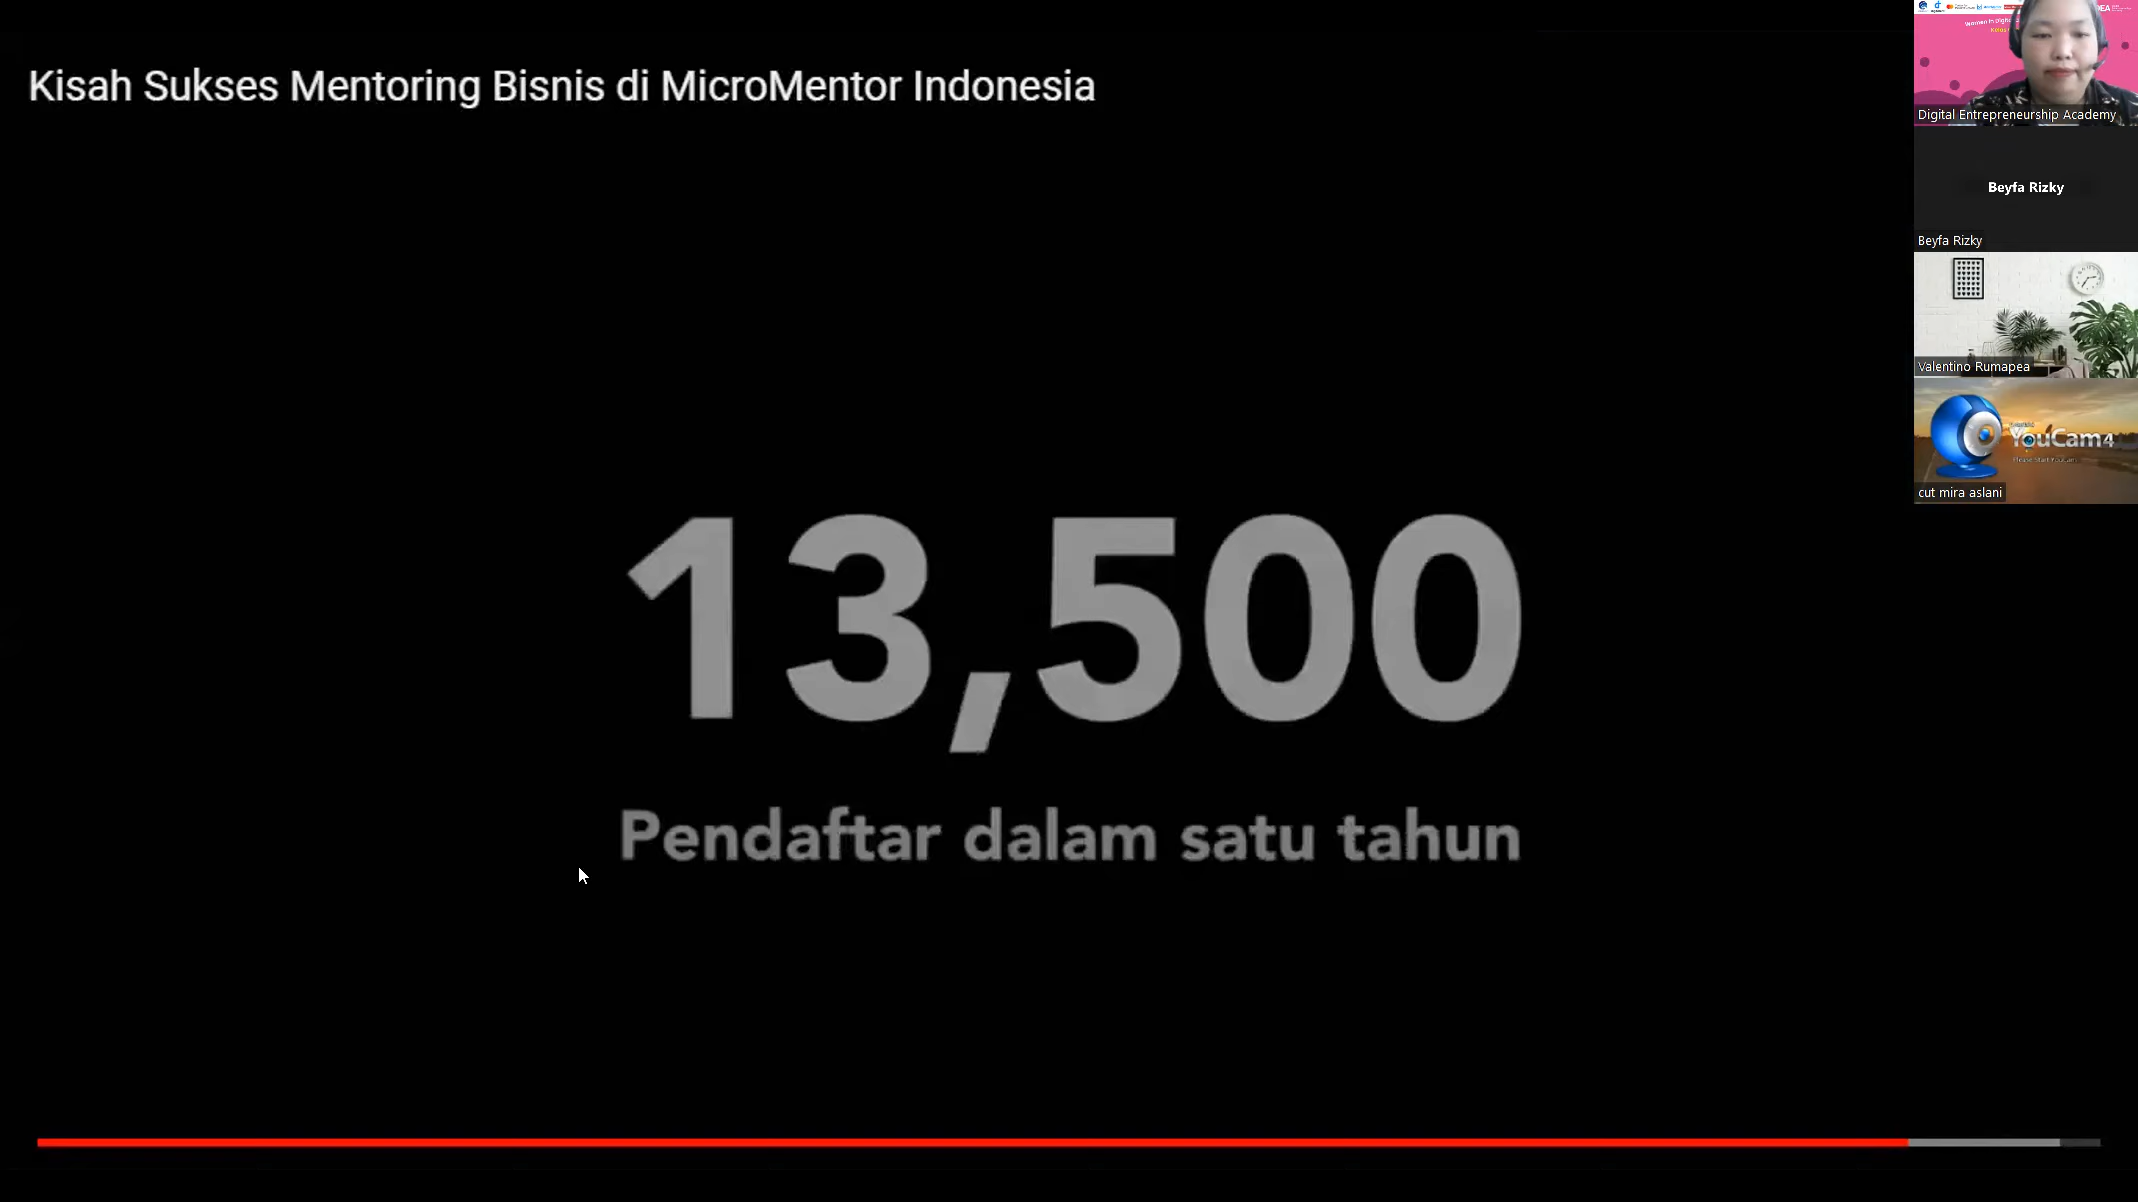 Kisah Sukses Mentoring Bisnis di MicroMentor Indonesia
13,500
Pendaftar dalam satu tahun
Digital Entrepreneurship Academy
Beyfa Rizky
Beyfa Rizky
Valentino Rumapea
YouCam4
cut mira aslani